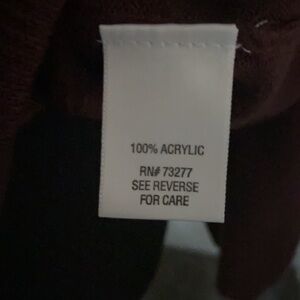 100% ACRYLIC
RN# 73277
SEE REVERSE
FOR CARE